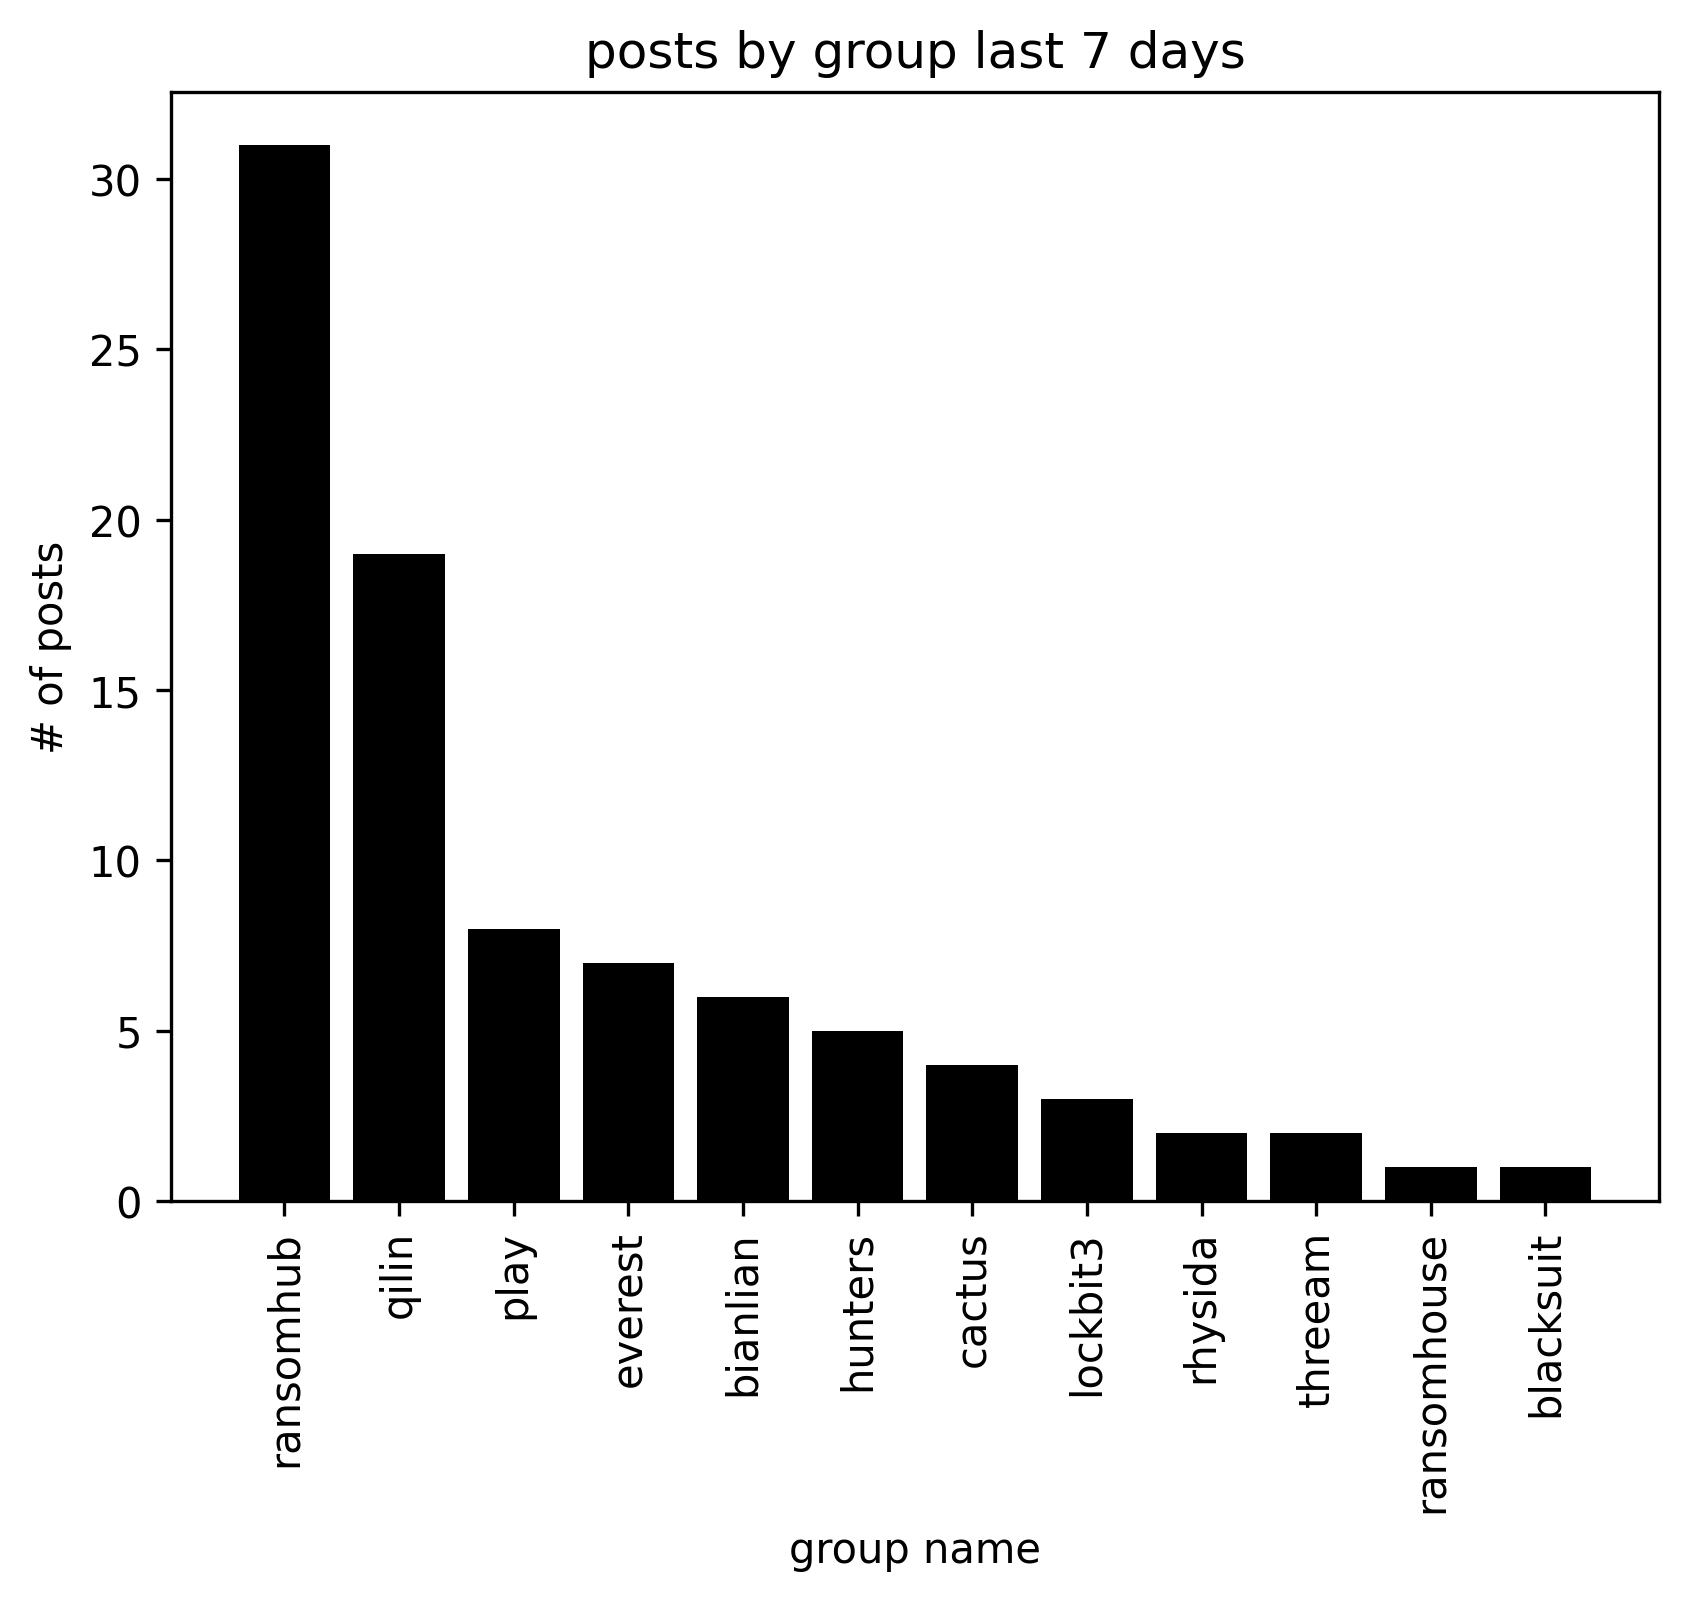 posts by group last 7 days
# of posts
30
25
20
15
10
5
0
ransomhub
qilin
play
everest
bianlian
hunters
cactus
lockbit3
rhysida
threeam
ransomhouse
blacksuit
group name